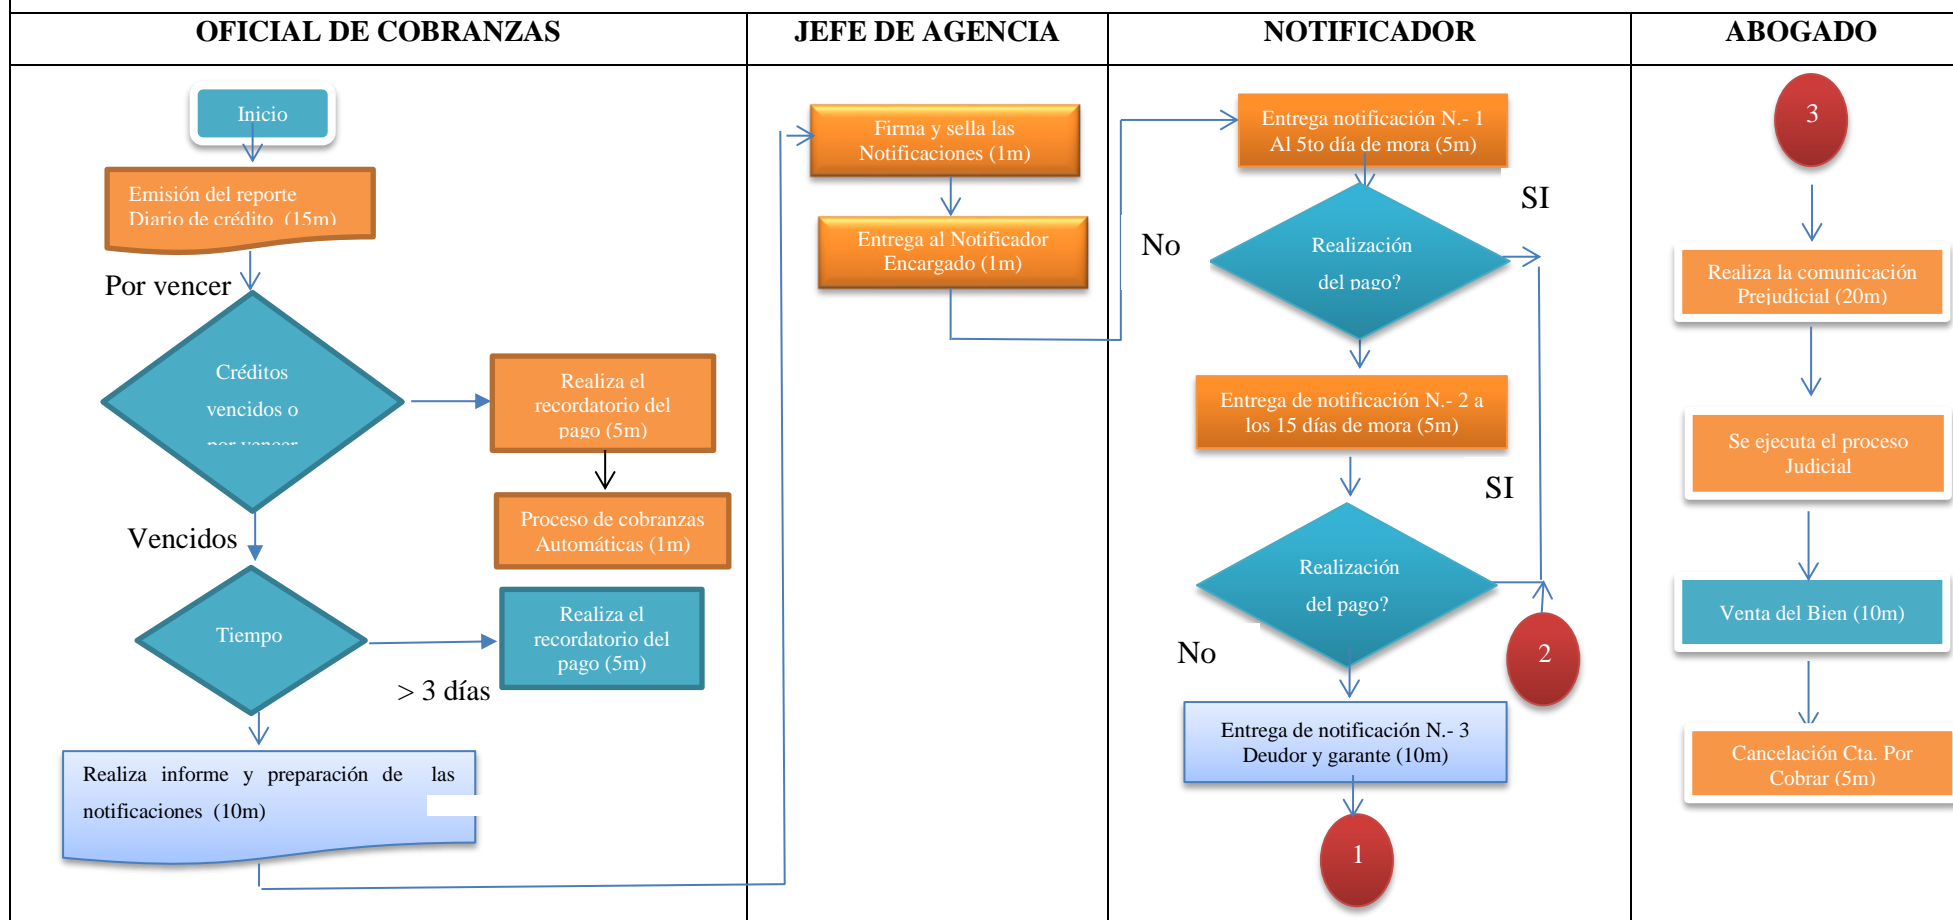 OFICIAL DE COBRANZAS
JEFE DE AGENCIA
NOTIFICADOR
ABOGADO
Inicio
Emisión del reporte
Diario de crédito (15m)
Por vencer
Créditos
vencidos o
por vencer
Realiza el
recordatorio del
pago (5m)
Proceso de cobranzas
Automáticas (1m)
Vencidos
Tiempo
Realiza el
recordatorio del
pago (5m)
> 3 días
Realiza informe y preparación de las
notificaciones (10m)
Firma y sella las
Notificaciones (1m)
Entrega al Notificador
Encargado (1m)
Entrega notificación N.- 1
Al 5to día de mora (5m)
SI
No
Realización
del pago?
Entrega de notificación N.- 2 a
los 15 días de mora (5m)
SI
Realización
del pago?
No
2
Entrega de notificación N.- 3
Deudor y garante (10m)
1
3
Realiza la comunicación
Prejudicial (20m)
Se ejecuta el proceso
Judicial
Venta del Bien (10m)
Cancelación Cta. Por
Cobrar (5m)